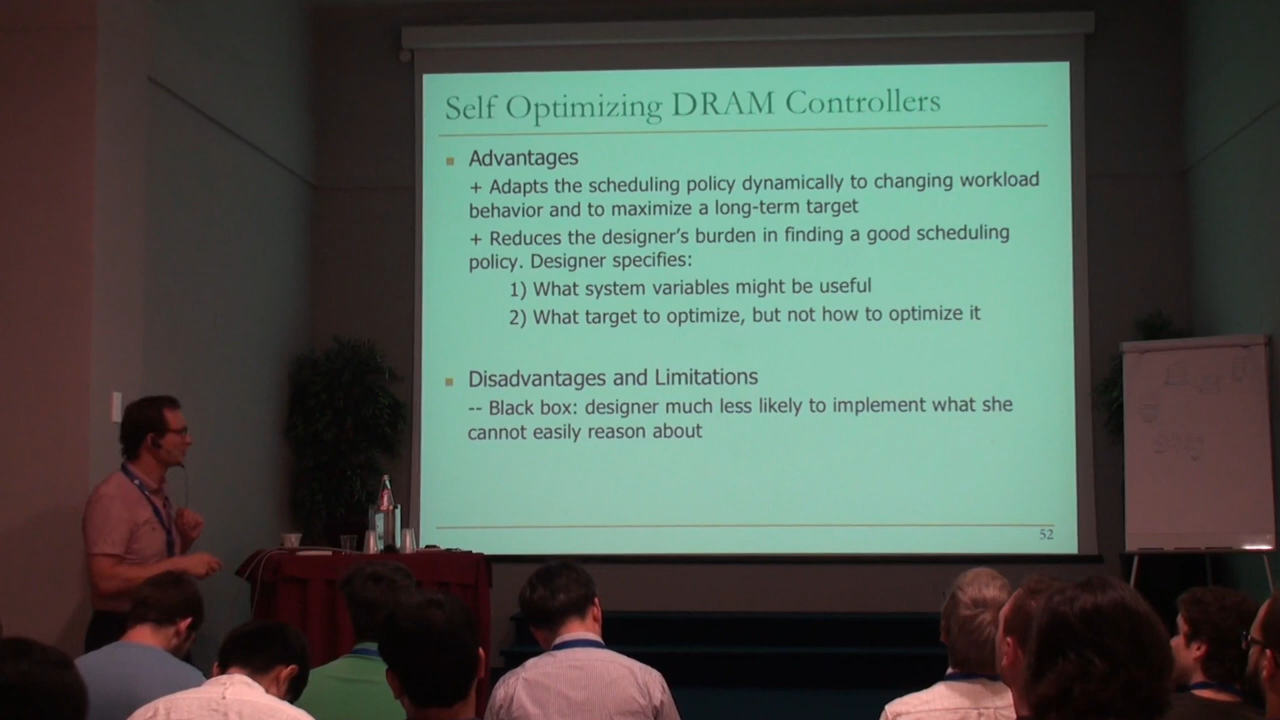 Self Optimizing DRAM Controllers
Advantages
+ Adapts the scheduling policy dynamically to changing workload
behavior and to maximize a long-term target
+ Reduces the designer's burden in finding a good scheduling
policy. Designer specifies:
1) What system variables might be useful
2) What target to optimize, but not how to optimize it
Disadvantages and Limitations
-- Black box: designer much less likely to implement what she
cannot easily reason about
52